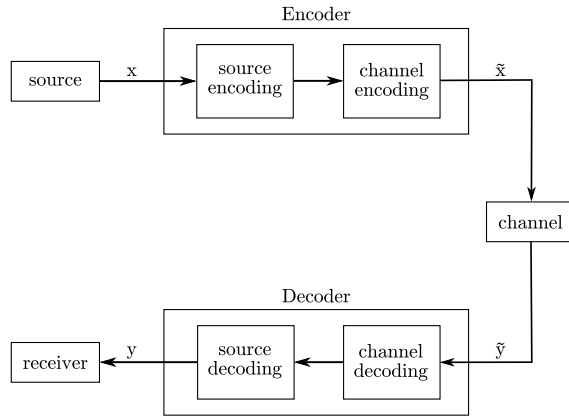 Encoder
source
x
source
encoding
channel
encoding
x̃
channel
Decoder
receiver
y
source
decoding
channel
decoding
ỹ